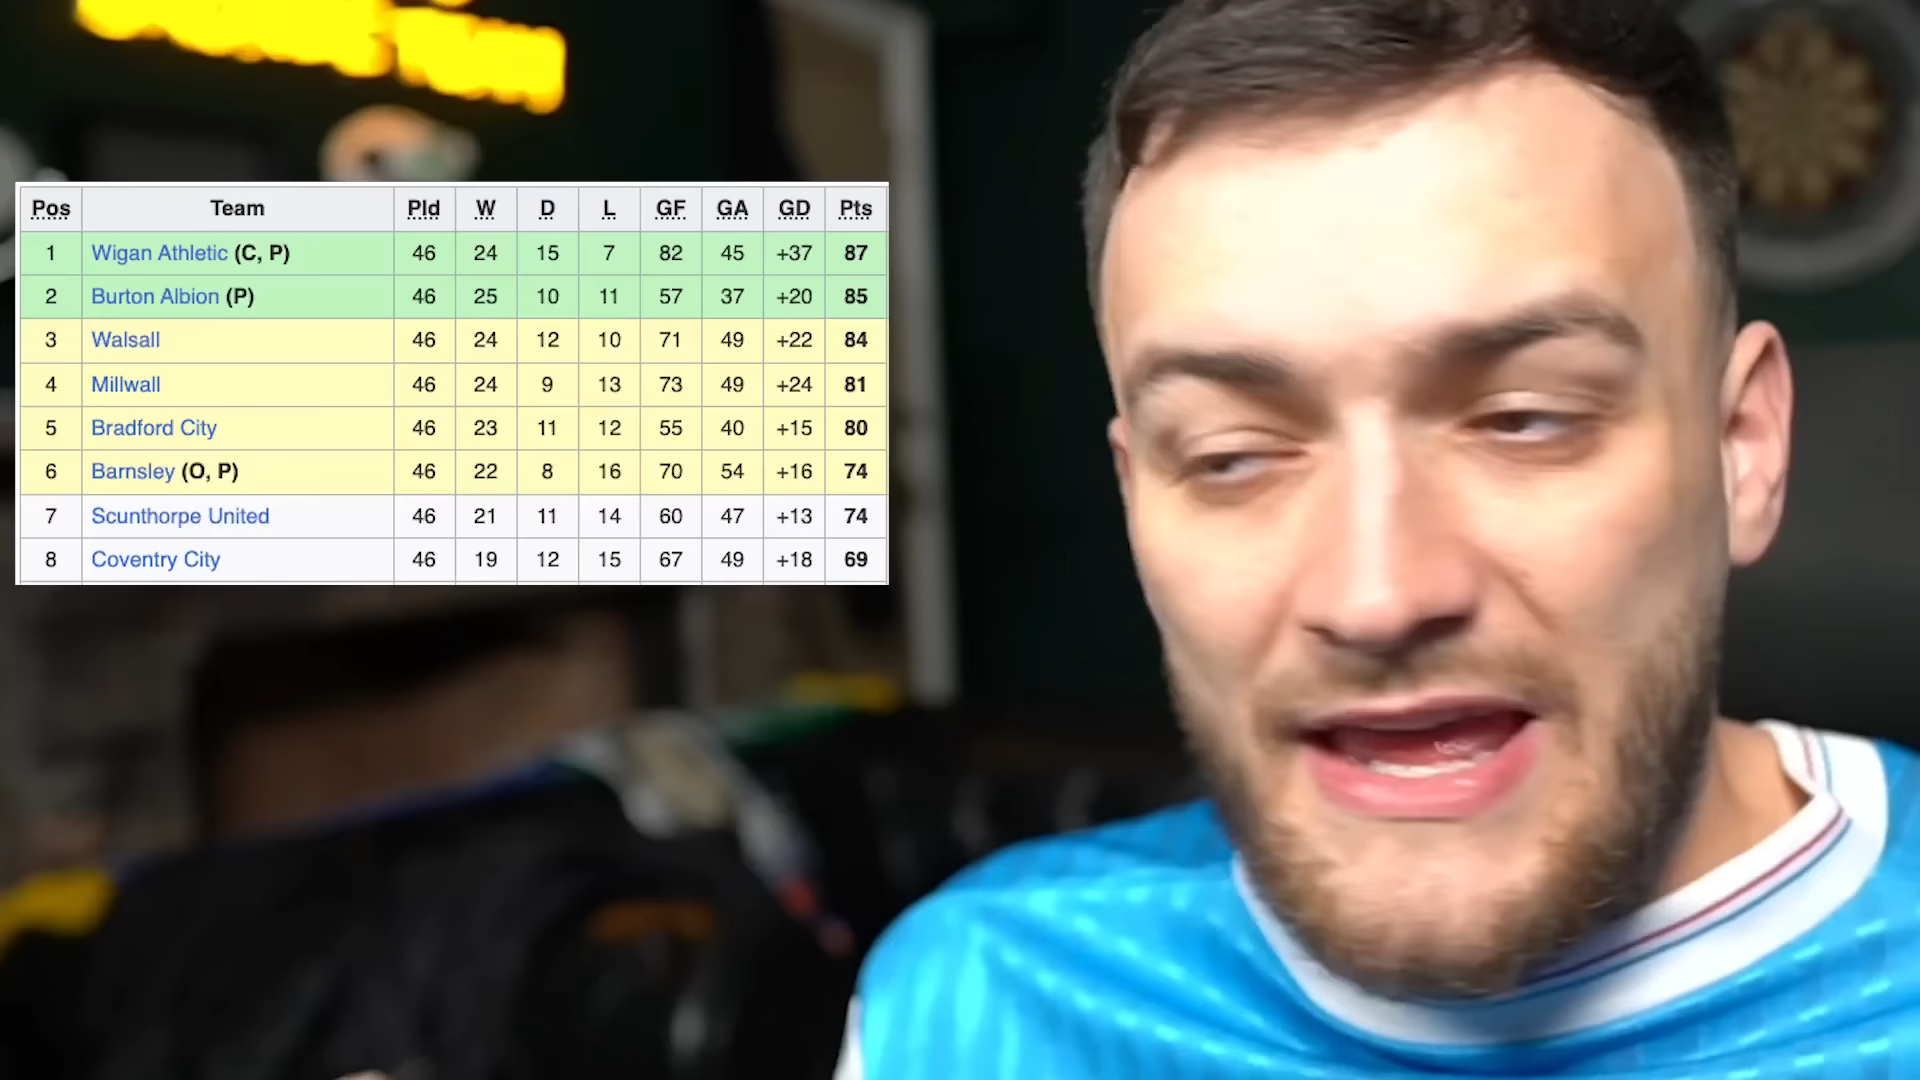 Pos Team Pld W D L GF GA GD Pts
1 Wigan Athletic (C, P) 46 24 15 7 82 45 +37 87
2 Burton Albion (P) 46 25 10 11 57 37 +20 85
3 Walsall 46 24 12 10 71 49 +22 84
4 Millwall 46 24 9 13 73 49 +24 81
5 Bradford City 46 23 11 12 55 40 +15 80
6 Barnsley (O, P) 46 22 8 16 70 54 +16 74
7 Scunthorpe United 46 21 11 14 60 47 +13 74
8 Coventry City 46 19 12 15 67 49 +18 69